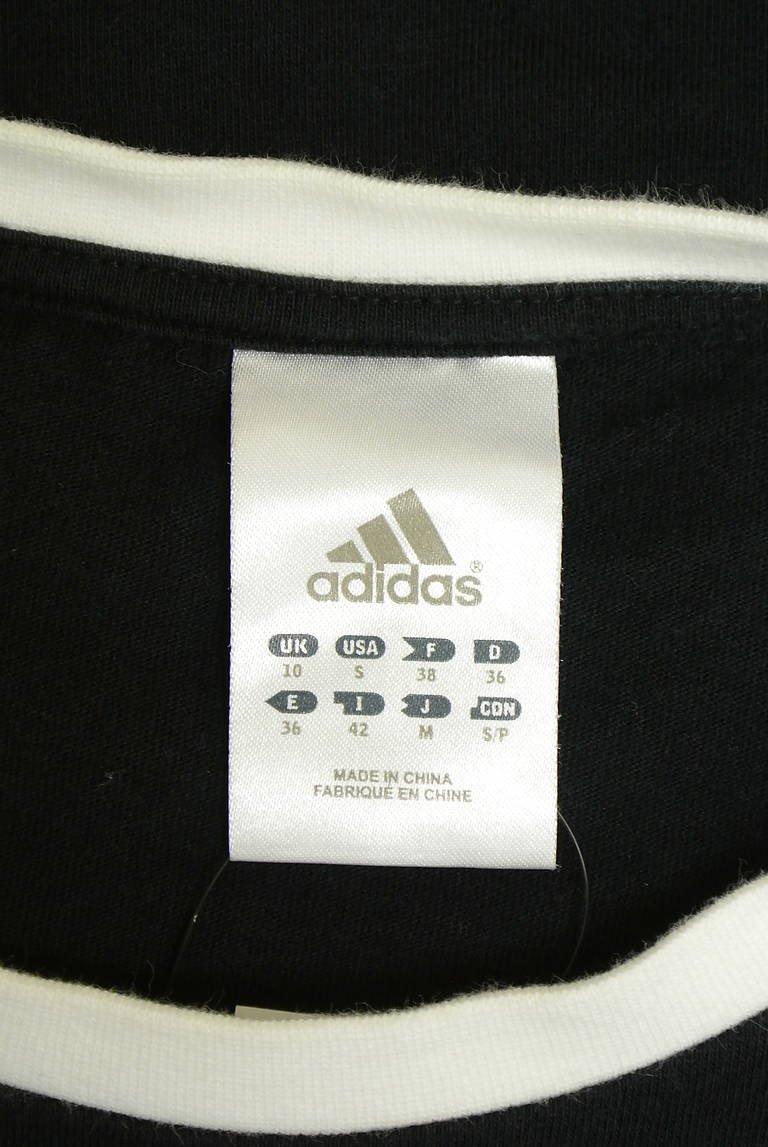 adidas®
UK USA F D
10 S 38 36
E I J CDN
36 42 M S/P
MADE IN CHINA
FABRIQUÉ EN CHINE